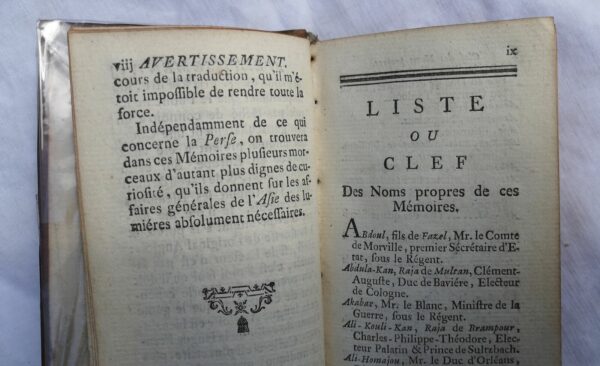 viij AVERTISSEMENT.
cours de la traduction, qu'il m'é-
toit impoſſible de rendre toute la
force.
Indépendamment de ce qui
concerne la Perſe, on trouvera
dans ces Mémoires pluſieurs mor-
ceaux d'autant plus dignes de cu-
rioſité, qu'ils donnent ſur les af-
faires générales de l'Aſie des lu-
miéres abſolument néceſſaires.
ix
LISTE
OU
CLEF
Des Noms propres de ces
Mémoires.
ABdoul, fils de Fazel, Mr. le Comte
de Morville, premier Sécrétaire d'E-
tat, ſous le Régent.
Abdula-Kan, Raja de Multan, Clément-
Auguſte, Duc de Baviére, Electeur
de Cologne.
Akabar, Mr. le Blanc, Miniſtre de la
Guerre, ſous le Régent.
Ali-Kouli-Kan, Raja de Brampour,
Charles-Philippe-Théodore, Elec-
teur Palatin & Prince de Sultzbach.
Ali-Homajou, Mr. le Duc d'Orléans,